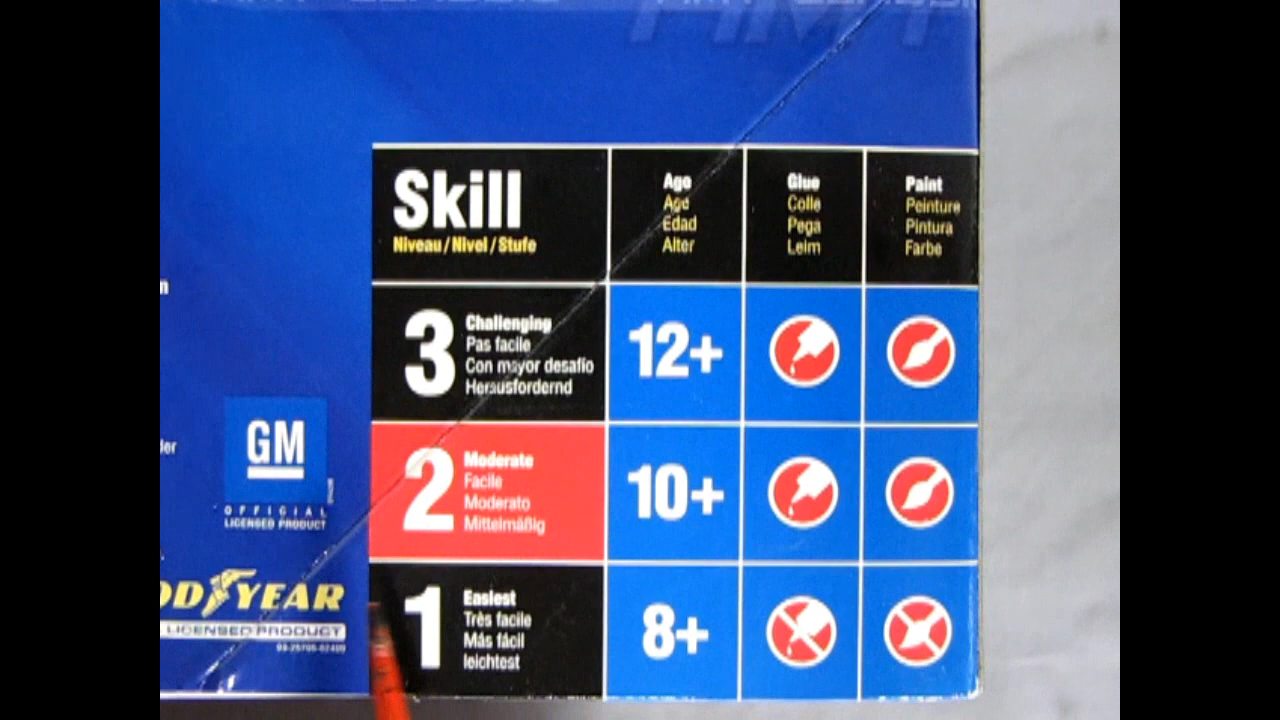 Skill
Niveau / Nivel / Stufe
Age
Age
Edad
Alter
Glue
Colle
Pega
Leim
Paint
Peinture
Pintura
Farbe
3
Challenging
Pas facile
Con mayor desafío
Herausfordernd
12+
2
Moderate
Facile
Moderato
Mittelmäßig
10+
1
Easiest
Très facile
Más fácil
leichtest
8+
GM
OFFICIAL
LICENSED PRODUCT
YEAR
LICENSED PRODUCT